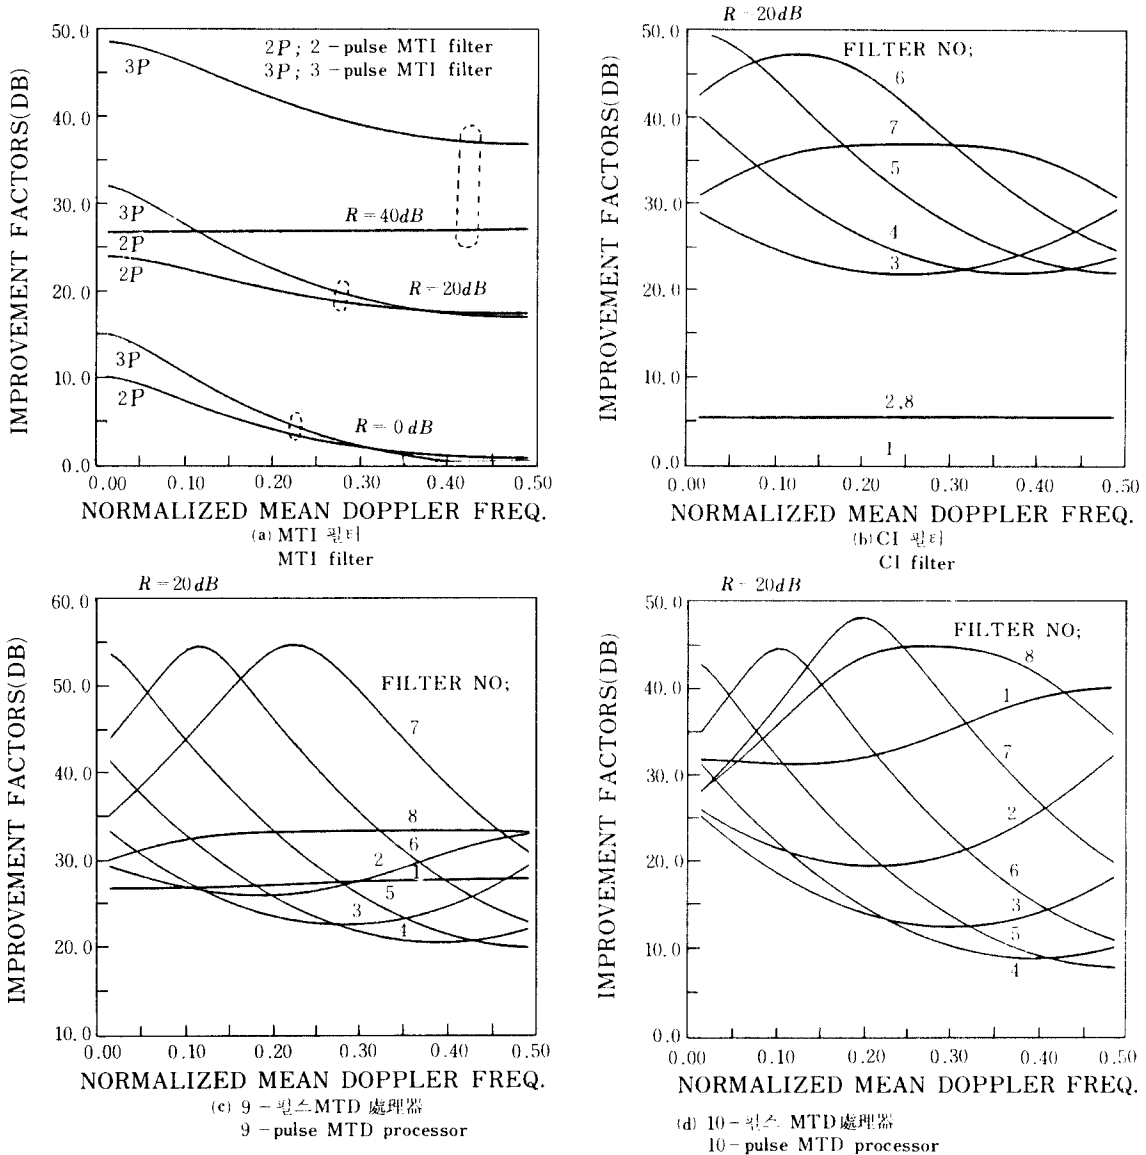 50.0
40.0
30.0
20.0
10.0
0.0
IMPROVEMENT FACTORS(DB)
2P; 2-pulse MTI filter
3P; 3-pulse MTI filter
3P
3P
R=40dB
2P
2P
R=20dB
3P
2P
R=0dB
0.00 0.10 0.20 0.30 0.40 0.50
NORMALIZED MEAN DOPPLER FREQ.
(a) MTI 필터
MTI filter
R=20dB
50.0
40.0
30.0
20.0
10.0
0.0
IMPROVEMENT FACTORS(DB)
FILTER NO;
6
7
5
4
3
2,8
1
0.00 0.10 0.20 0.30 0.40 0.50
NORMALIZED MEAN DOPPLER FREQ.
(b) CI 필터
CI filter
R=20dB
60.0
50.0
40.0
30.0
20.0
10.0
IMPROVEMENT FACTORS(DB)
FILTER NO;
7
8
6
2
1
5
3
4
0.00 0.10 0.20 0.30 0.40 0.50
NORMALIZED MEAN DOPPLER FREQ.
(c) 9-펄스 MTD 處理器
9-pulse MTD processor
R=20dB
50.0
40.0
30.0
20.0
10.0
0.0
IMPROVEMENT FACTORS(DB)
FILTER NO;
8
1
7
2
6
3
5
4
0.00 0.10 0.20 0.30 0.40 0.50
NORMALIZED MEAN DOPPLER FREQ.
(d) 10-펄스 MTD 處理器
10-pulse MTD processor